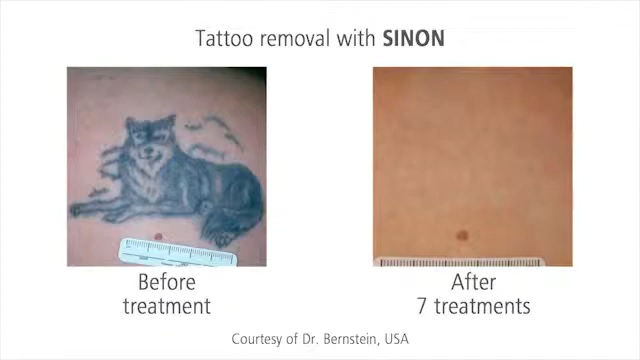 Tattoo removal with SINON
Before
treatment
After
7 treatments
Courtesy of Dr. Bernstein, USA